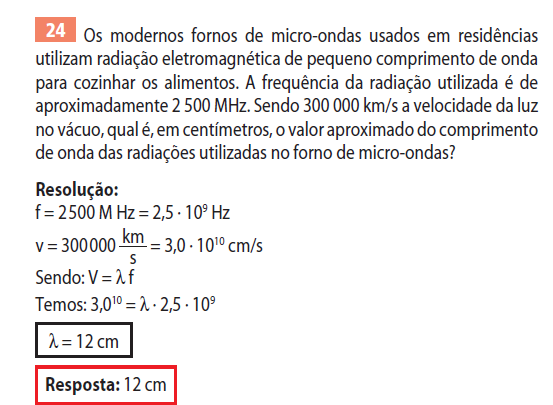 24 Os modernos fornos de micro-ondas usados em residências
utilizam radiação eletromagnética de pequeno comprimento de onda
para cozinhar os alimentos. A frequência da radiação utilizada é de
aproximadamente 2 500 MHz. Sendo 300 000 km/s a velocidade da luz
no vácuo, qual é, em centímetros, o valor aproximado do comprimento
de onda das radiações utilizadas no forno de micro-ondas?
Resolução:
f = 2 500 M Hz = 2,5 · 10⁹ Hz
v = 300 000 km/s = 3,0 · 10¹⁰ cm/s
Sendo: V = λ f
Temos: 3,0¹⁰ = λ · 2,5 · 10⁹
λ = 12 cm
Resposta: 12 cm